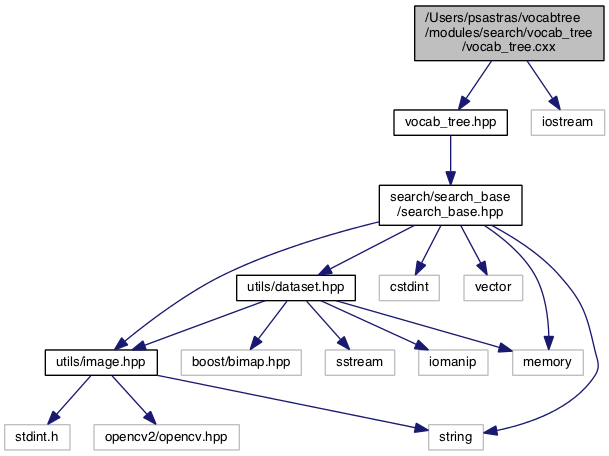 /Users/psastras/vocabtree
/modules/search/vocab_tree
/vocab_tree.cxx
vocab_tree.hpp
iostream
search/search_base
/search_base.hpp
utils/dataset.hpp
cstdint
vector
utils/image.hpp
boost/bimap.hpp
sstream
iomanip
memory
stdint.h
opencv2/opencv.hpp
string